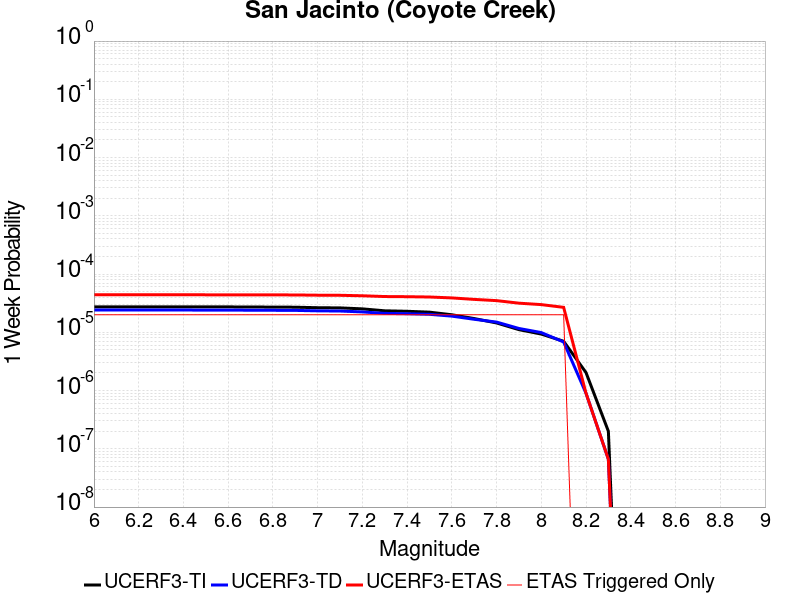 San Jacinto (Coyote Creek)
10^0
10^-1
10^-2
10^-3
10^-4
10^-5
10^-6
10^-7
10^-8
1 Week Probability
6 6.2 6.4 6.6 6.8 7 7.2 7.4 7.6 7.8 8 8.2 8.4 8.6 8.8 9
Magnitude
UCERF3-TI UCERF3-TD UCERF3-ETAS ETAS Triggered Only